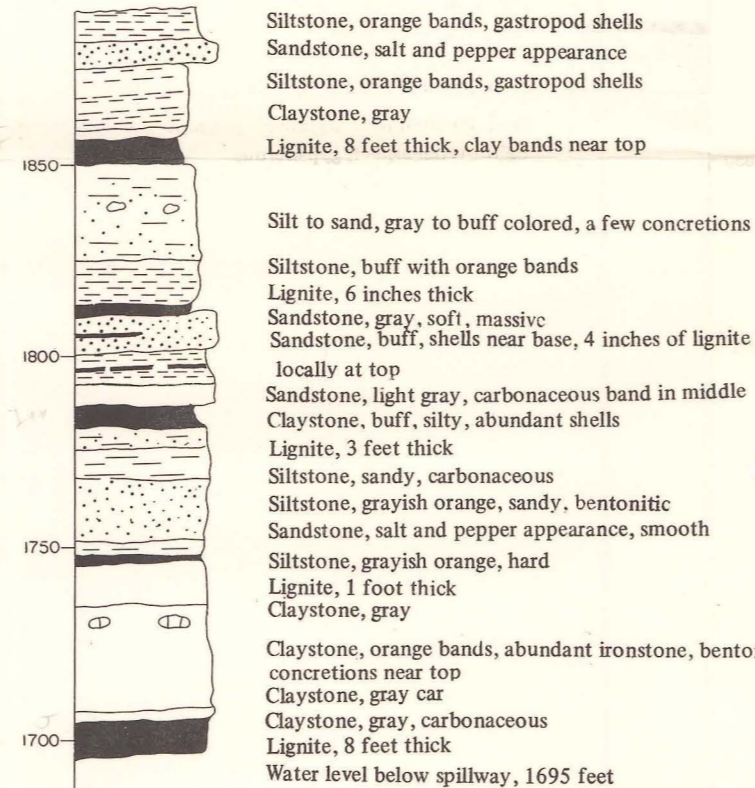 Siltstone, orange bands, gastropod shells
Sandstone, salt and pepper appearance
Siltstone, orange bands, gastropod shells
Claystone, gray
Lignite, 8 feet thick, clay bands near top
1850
Silt to sand, gray to buff colored, a few concretions
Siltstone, buff with orange bands
Lignite, 6 inches thick
Sandstone, gray, soft, massive
Sandstone, buff, shells near base, 4 inches of lignite
1800
locally at top
Sandstone, light gray, carbonaceous band in middle
Claystone, buff, silty, abundant shells
Lignite, 3 feet thick
Siltstone, sandy, carbonaceous
Siltstone, grayish orange, sandy, bentonitic
Sandstone, salt and pepper appearance, smooth
1750
Siltstone, grayish orange, hard
Lignite, 1 foot thick
Claystone, gray
Claystone, orange bands, abundant ironstone,
concretions near top
Claystone, gray car
Claystone, gray, carbonaceous
1700
Lignite, 8 feet thick
Water level below spillway, 1695 feet